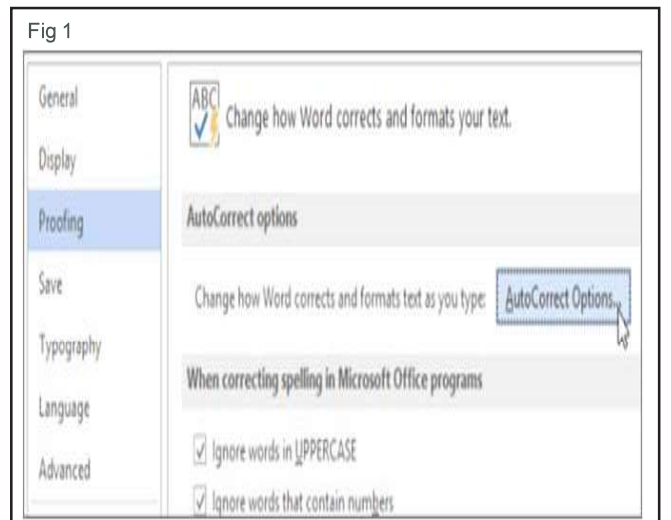 Fig 1
General
Display
Proofing
Save
Typography
Language
Advanced
ABC
Change how Word corrects and formats your text.
AutoCorrect options
Change how Word corrects and formats text as you type: AutoCorrect Options...
When correcting spelling in Microsoft Office programs
Ignore words in UPPERCASE
Ignore words that contain numbers